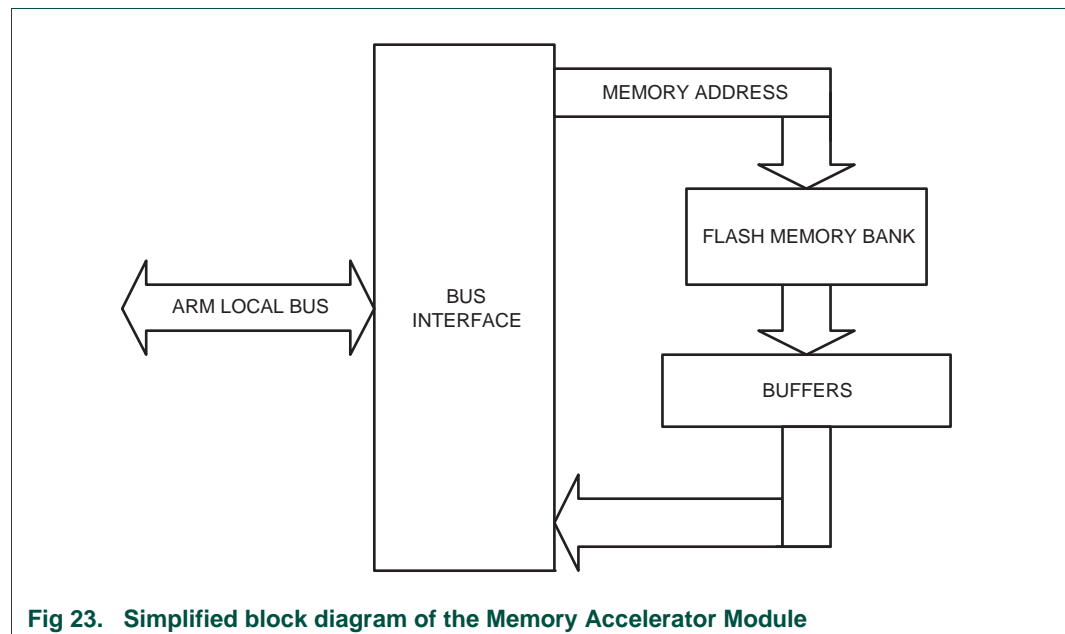 MEMORY ADDRESS
FLASH MEMORY BANK
ARM LOCAL BUS
BUS
INTERFACE
BUFFERS
Fig 23. Simplified block diagram of the Memory Accelerator Module